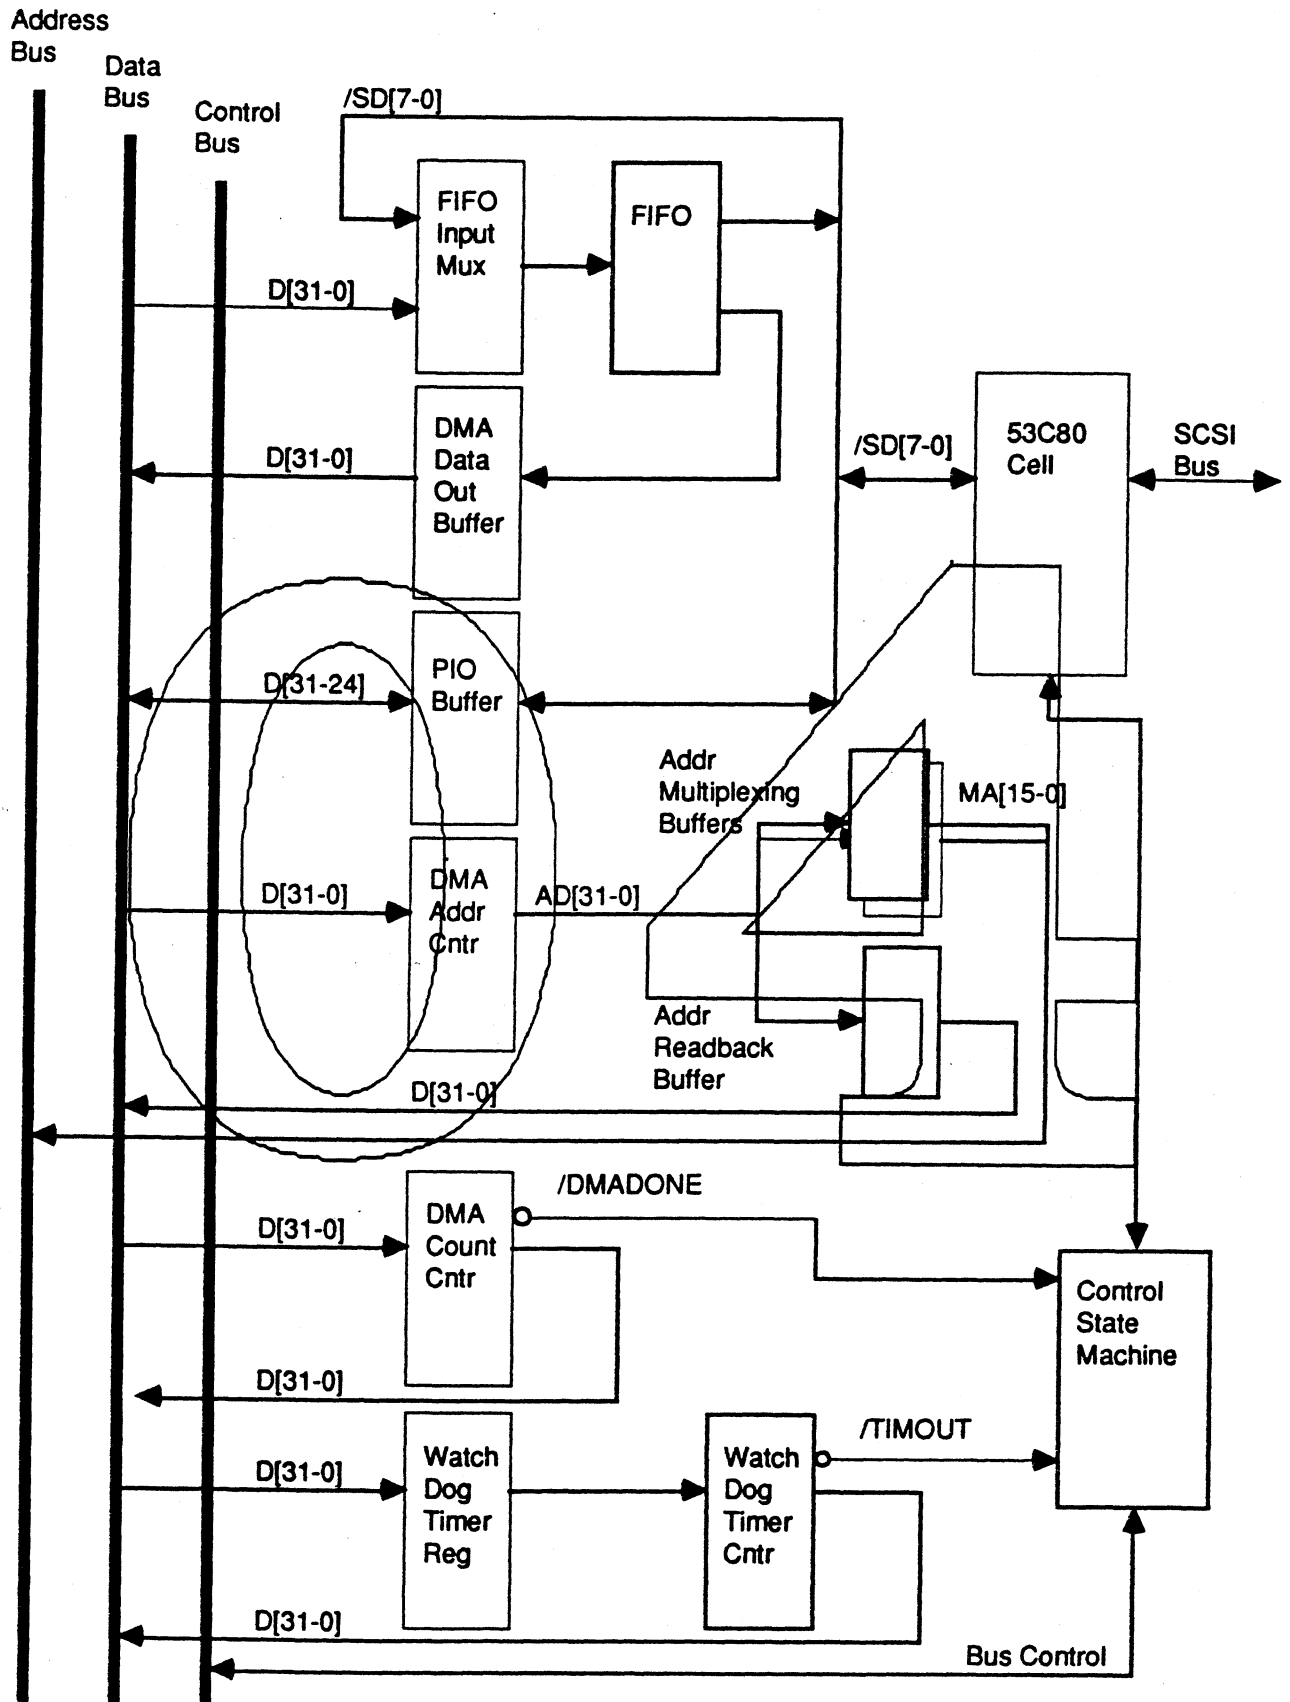 Address
Bus
Data
Bus
Control
Bus
/SD[7-0]
FIFO
Input
Mux
FIFO
D[31-0]
DMA
Data
Out
Buffer
D[31-0]
/SD[7-0]
53C80
Cell
SCSI
Bus
PIO
Buffer
D[31-24]
Addr
Multiplexing
Buffers
MA[15-0]
DMA
Addr
Cntr
D[31-0]
AD[31-0]
Addr
Readback
Buffer
D[31-0]
/DMADONE
DMA
Count
Cntr
D[31-0]
Control
State
Machine
D[31-0]
/TIMOUT
Watch
Dog
Timer
Reg
D[31-0]
Watch
Dog
Timer
Cntr
D[31-0]
Bus Control